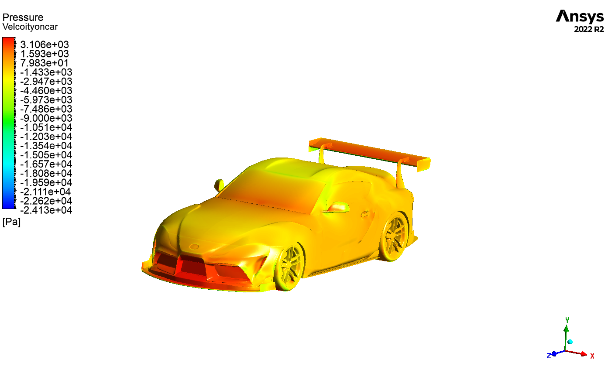 Pressure
Velcoityoncar
3.106e+03
1.593e+03
7.983e+01
-1.433e+03
-2.947e+03
-4.460e+03
-5.973e+03
-7.486e+03
-9.000e+03
-1.051e+04
-1.203e+04
-1.354e+04
-1.505e+04
-1.657e+04
-1.808e+04
-1.959e+04
-2.111e+04
-2.262e+04
-2.413e+04
[Pa]
Ansys
2022 R2
Y
Z
X